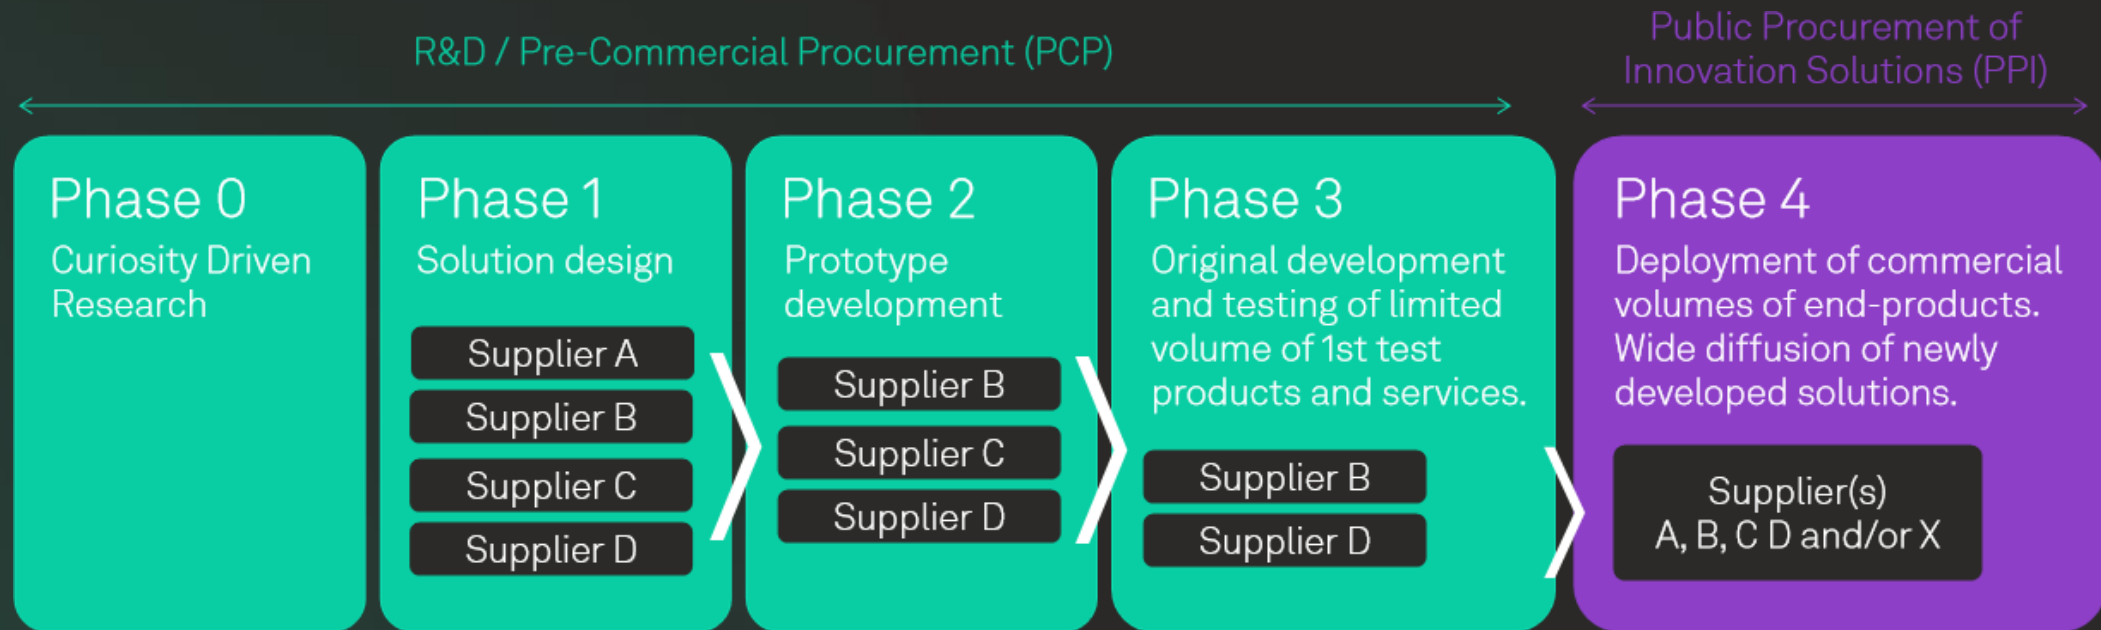 R&D / Pre-Commercial Procurement (PCP)
Public Procurement of
Innovation Solutions (PPI)
Phase 0
Curiosity Driven
Research
Phase 1
Solution design
Supplier A
Supplier B
Supplier C
Supplier D
Phase 2
Prototype
development
Supplier B
Supplier C
Supplier D
Phase 3
Original development
and testing of limited
volume of 1st test
products and services.
Supplier B
Supplier D
Phase 4
Deployment of commercial
volumes of end-products.
Wide diffusion of newly
developed solutions.
Supplier(s)
A, B, C D and/or X